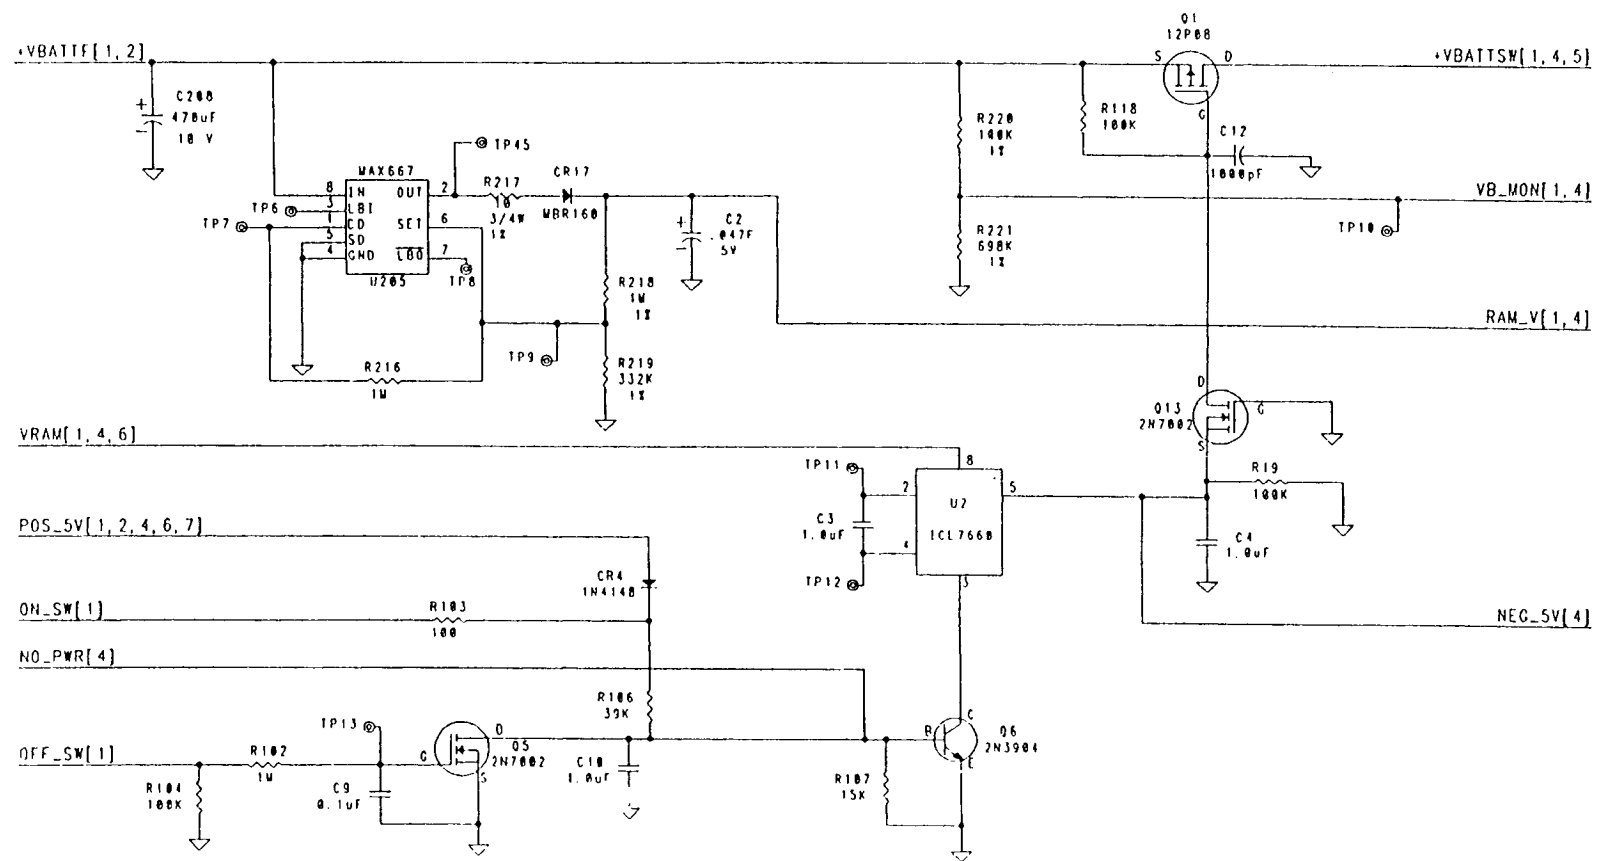 Q1
12P08
+VBATTF[1,2]
S
D
+VBATTSW[1,4,5]
G
C208
470uF
10 V
+
-
R118
100K
R220
100K
1%
C12
1000pF
TP45
MAX667
CR17
MBR160
8 IN OUT 2
3 LBI
1 CD SET 6
5 SD
4 GND LBO 7
U205
TP6
TP7
TP8
R217
10
3/4W
1%
+
-
C2
.047F
5V
VB_MON[1,4]
TP10
R221
698K
1%
R218
1M
1%
RAM_V[1,4]
TP9
R219
332K
1%
R216
1M
D
Q13
2N7002
G
S
VRAM[1,4,6]
TP11
8
2
U2
5
ICL7660
4
3
C3
1.0uF
TP12
R19
100K
C4
1.0uF
POS_5V[1,2,4,6,7]
CR4
1N4148
ON_SW[1]
R103
100
NEG_5V[4]
NO_PWR[4]
R106
39K
TP13
D
Q5
2N7002
G
S
OFF_SW[1]
R102
1M
R104
100K
C9
0.1uF
C10
1.0uF
B
C
Q6
2N3904
E
R107
15K